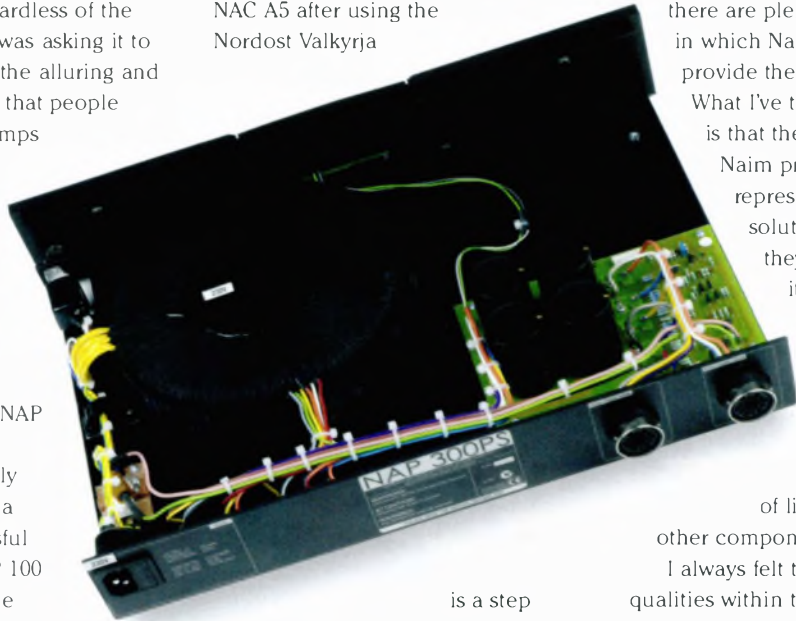 ardless of the
was asking it to
the alluring and
that people
mps
NAP
ly
a
sful
100
e
NAC A5 after using the
Nordost Valkyrja
NAP 300PS
is a step
there are ple
in which Na
provide the
What I've t
is that the
Naim pr
repres
solut
they
it
of li
other compon
I always felt t
qualities within t